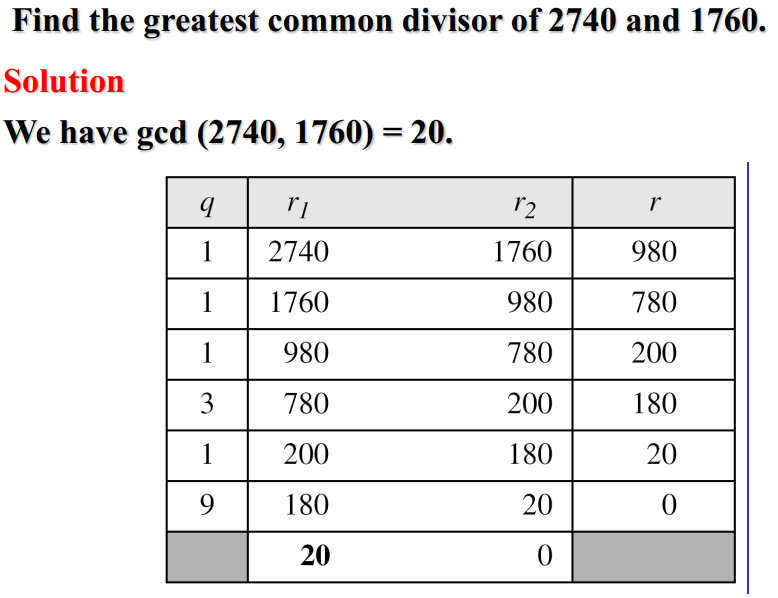 Find the greatest common divisor of 2740 and 1760.
Solution
We have gcd (2740, 1760) = 20.
q r1 r2 r
1 2740 1760 980
1 1760 980 780
1 980 780 200
3 780 200 180
1 200 180 20
9 180 20 0
20 0